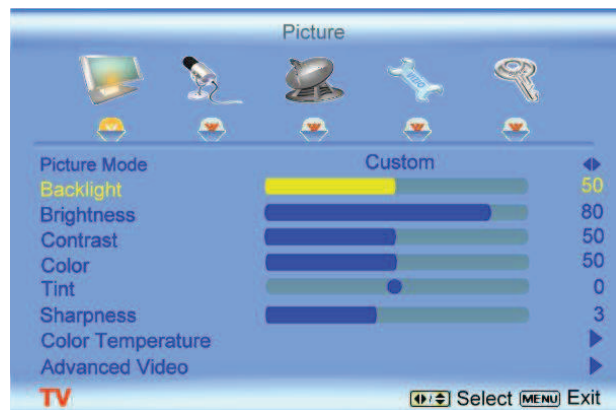 Picture
Picture Mode Custom
Backlight 50
Brightness 80
Contrast 50
Color 50
Tint 0
Sharpness 3
Color Temperature
Advanced Video
TV Select MENU Exit